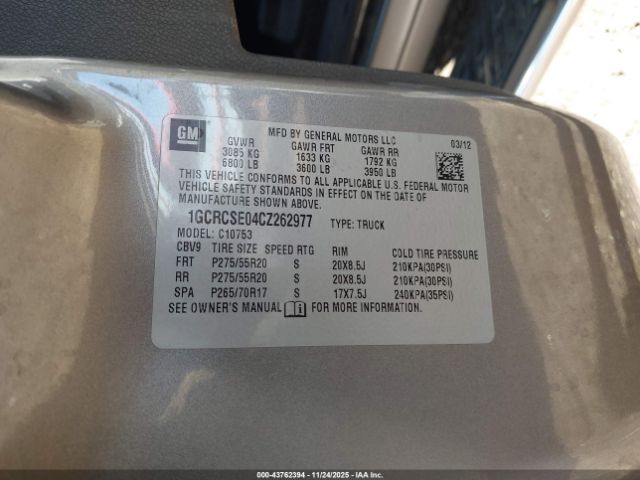 GM
MFD BY GENERAL MOTORS LLC
03/12
GVWR GAWR FRT GAWR RR
3085 KG 1633 KG 1792 KG
6800 LB 3600 LB 3950 LB
THIS VEHICLE CONFORMS TO ALL APPLICABLE U.S. FEDERAL MOTOR
VEHICLE SAFETY STANDARDS IN EFFECT ON THE DATE OF
MANUFACTURE SHOWN ABOVE.
1GCRCSE04CZ262977 TYPE: TRUCK
MODEL: C10753
CBV9 TIRE SIZE SPEED RTG RIM COLD TIRE PRESSURE
FRT P275/55R20 S 20X8.5J 210KPA(30PSI)
RR P275/55R20 S 20X8.5J 210KPA(30PSI)
SPA P265/70R17 S 17X7.5J 240KPA(35PSI)
SEE OWNER'S MANUAL FOR MORE INFORMATION.
000-43762394 - 11/24/2025 - COPART, INC.